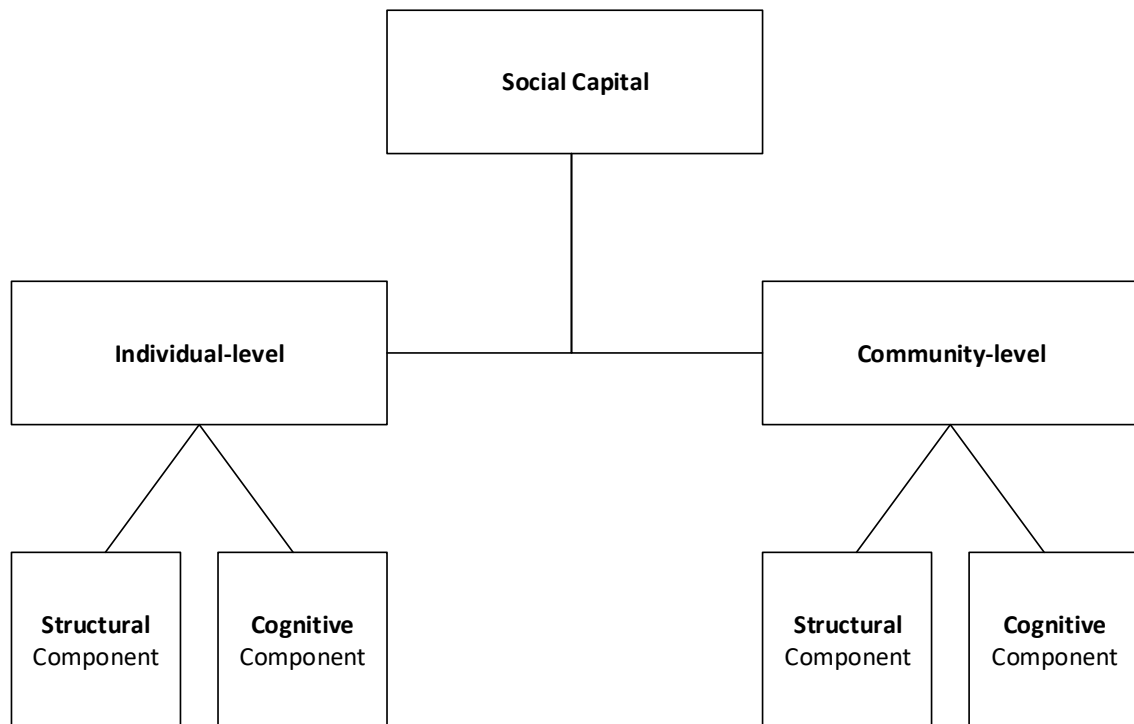 Social Capital
Individual-level
Community-level
Structural
Component
Cognitive
Component
Structural
Component
Cognitive
Component